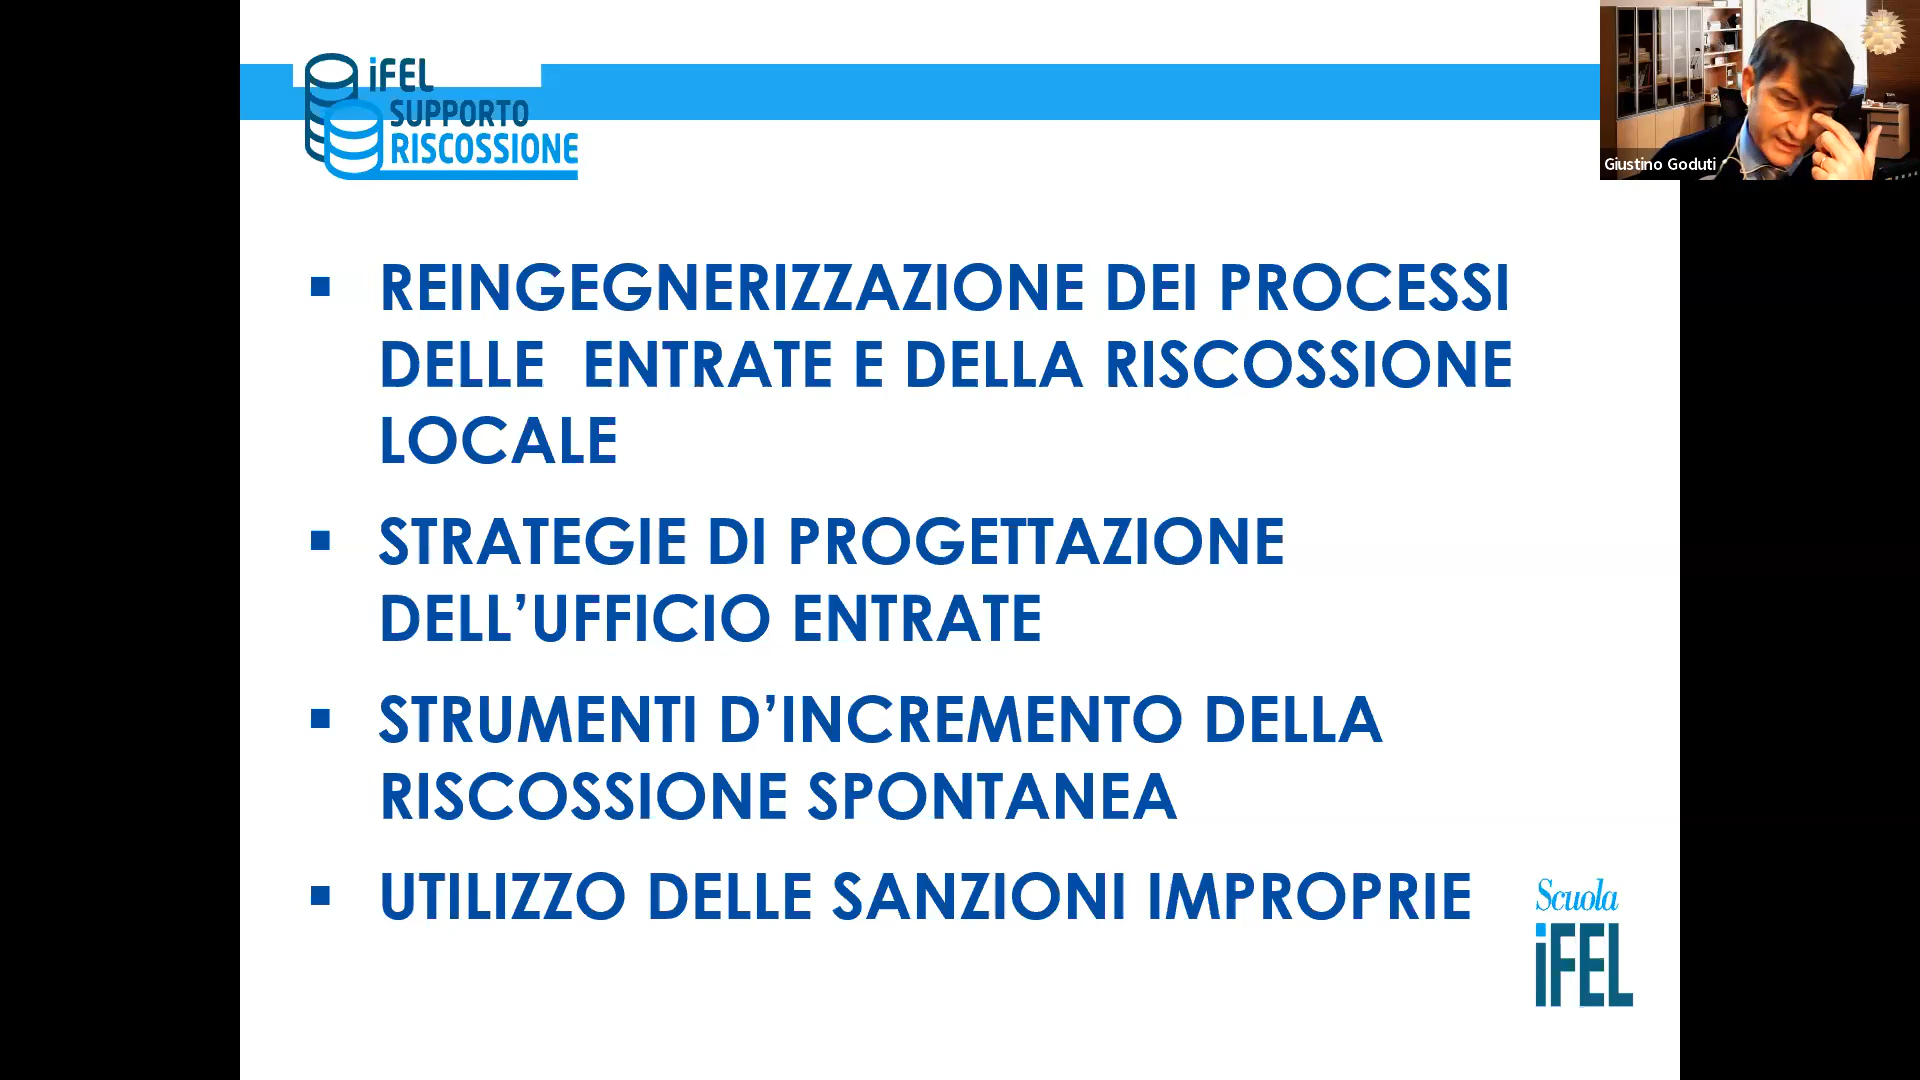 iFEL
SUPPORTO
RISCOSSIONE
Giustino Goduti
▪ REINGEGNERIZZAZIONE DEI PROCESSI
DELLE ENTRATE E DELLA RISCOSSIONE
LOCALE
▪ STRATEGIE DI PROGETTAZIONE
DELL’UFFICIO ENTRATE
▪ STRUMENTI D’INCREMENTO DELLA
RISCOSSIONE SPONTANEA
▪ UTILIZZO DELLE SANZIONI IMPROPRIE
Scuola
iFEL